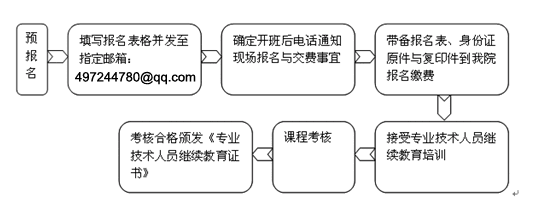 预
报
名
填写报名表格并发至
指定邮箱：
497244780@qq.com
确定开班后电话通知
现场报名与交费事宜
带备报名表、身份证
原件与复印件到我院
报名缴费
接受专业技术人员继
续教育培训
课程考核
考核合格颁发《专业
技术人员继续教育证
书》